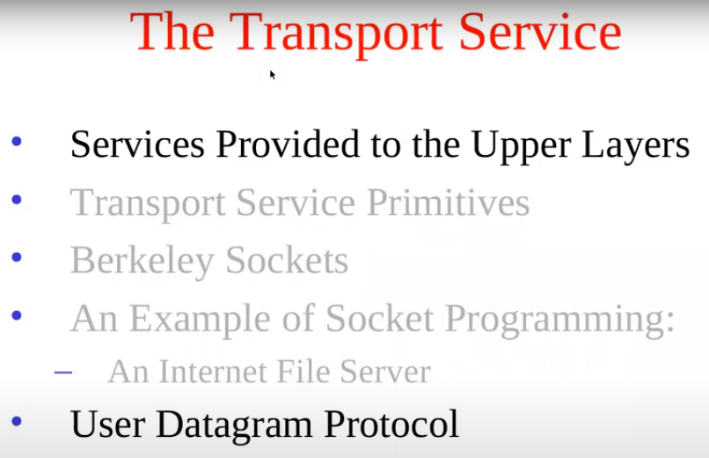 The Transport Service
• Services Provided to the Upper Layers
• Transport Service Primitives
• Berkeley Sockets
• An Example of Socket Programming:
– An Internet File Server
• User Datagram Protocol